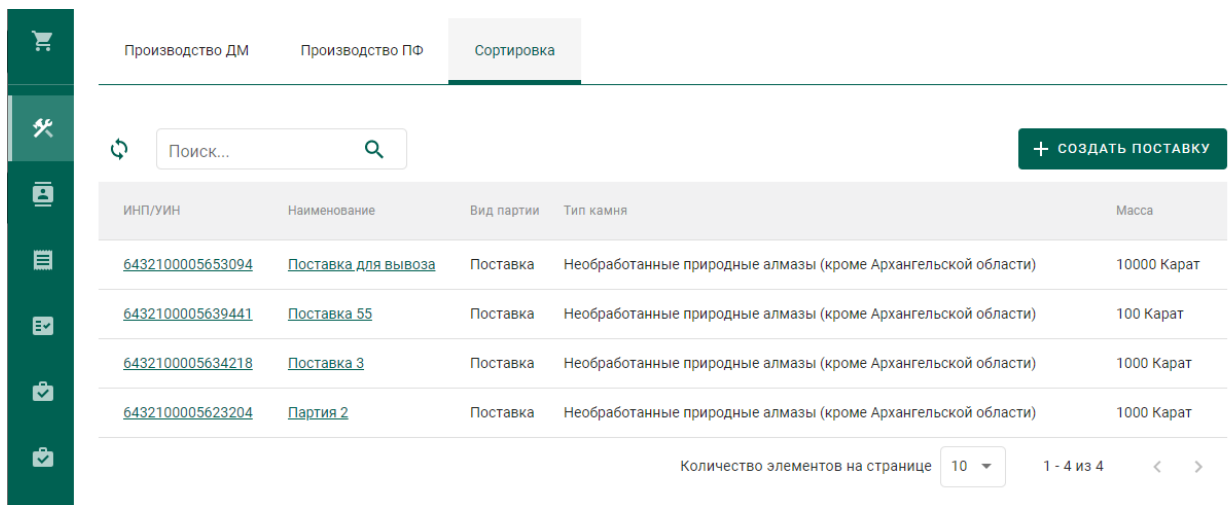 Производство ДМ Производство ПФ Сортировка
Поиск... + СОЗДАТЬ ПОСТАВКУ
ИНП/УИН Наименование Вид партии Тип камня Масса
6432100005653094 Поставка для вывоза Поставка Необработанные природные алмазы (кроме Архангельской области) 10000 Карат
6432100005639441 Поставка 55 Поставка Необработанные природные алмазы (кроме Архангельской области) 100 Карат
6432100005634218 Поставка 3 Поставка Необработанные природные алмазы (кроме Архангельской области) 1000 Карат
6432100005623204 Партия 2 Поставка Необработанные природные алмазы (кроме Архангельской области) 1000 Карат
Количество элементов на странице 10 1 - 4 из 4